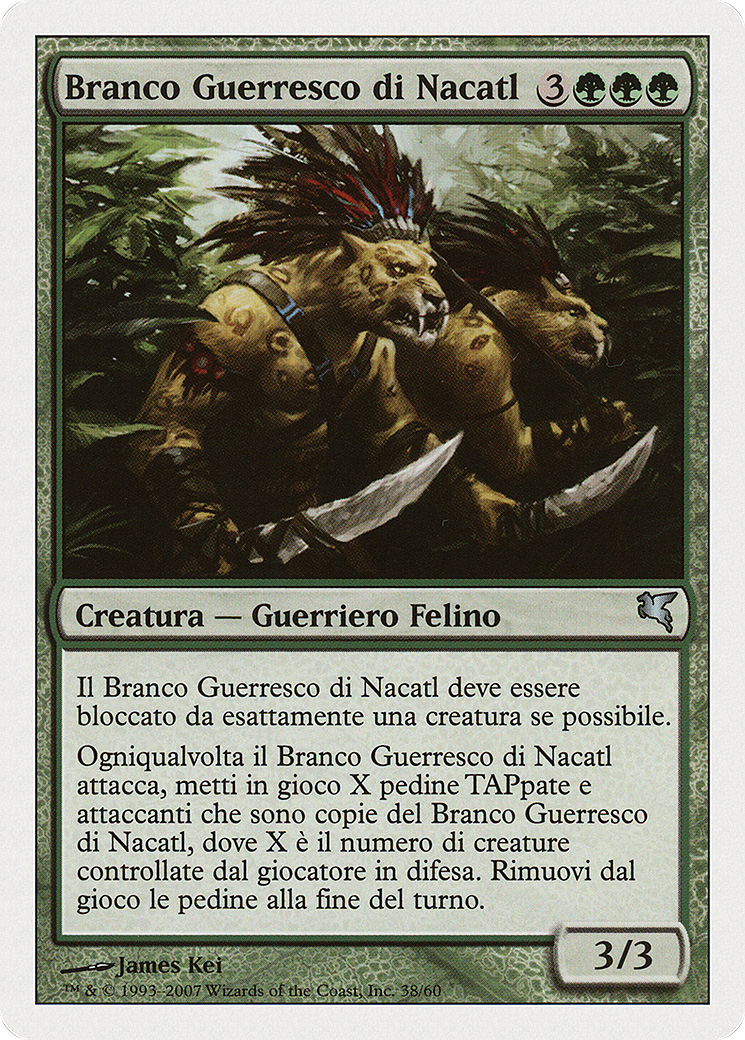 Branco Guerresco di Nacatl 3
Creatura — Guerriero Felino
Il Branco Guerresco di Nacatl deve essere
bloccato da esattamente una creatura se possibile.
Ogniqualvolta il Branco Guerresco di Nacatl
attacca, metti in gioco X pedine TAPpate e
attaccanti che sono copie del Branco Guerresco
di Nacatl, dove X è il numero di creature
controllate dal giocatore in difesa. Rimuovi dal
gioco le pedine alla fine del turno.
3/3
James Kei
™ & © 1993–2007 Wizards of the Coast, Inc. 38/60